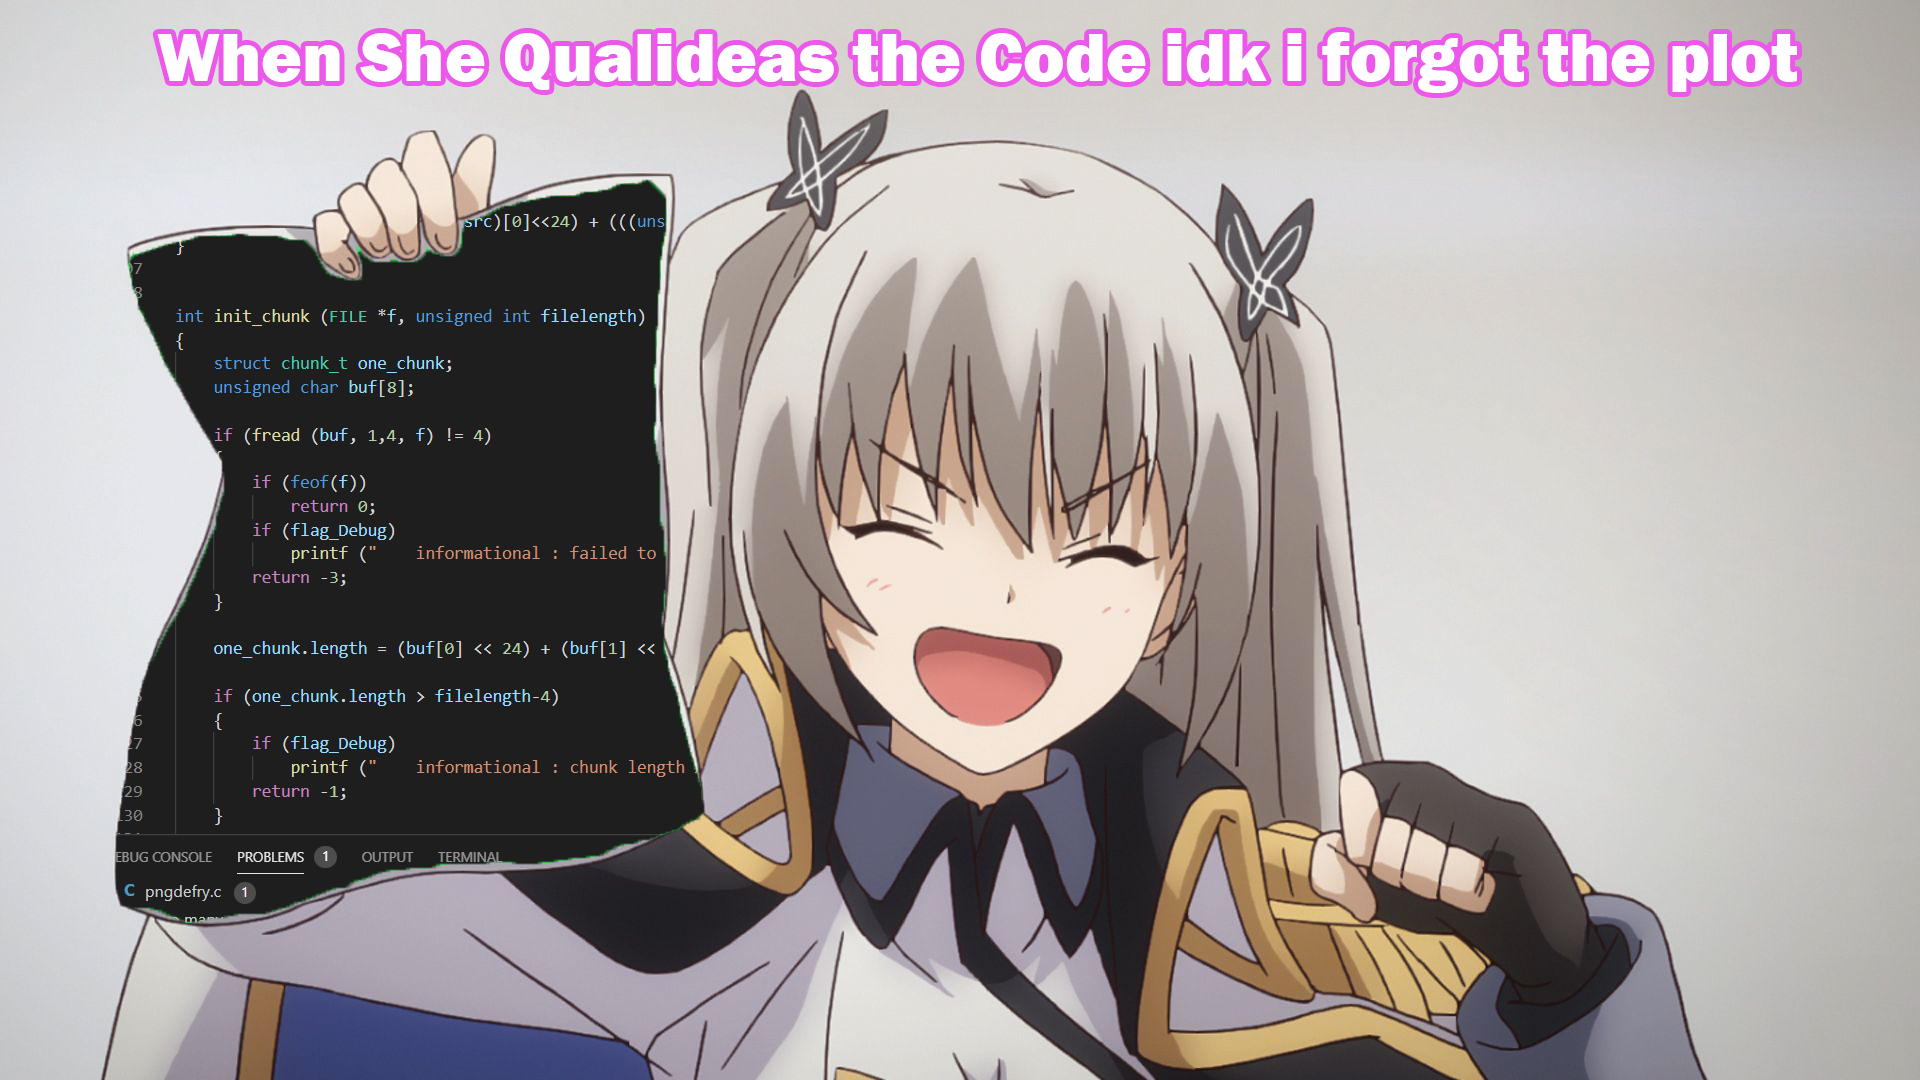 When She Qualideas the Code idk i forgot the plot
src)[0]<<24) + (((uns
}
int init_chunk (FILE *f, unsigned int filelength)
{
struct chunk_t one_chunk;
unsigned char buf[8];
if (fread (buf, 1,4, f) != 4)
if (feof(f))
return 0;
if (flag_Debug)
printf ("    informational : failed to
return -3;
}
one_chunk.length = (buf[0] << 24) + (buf[1] <<
if (one_chunk.length > filelength-4)
{
27 if (flag_Debug)
28 printf ("    informational : chunk length
29 return -1;
130 }
EBUG CONSOLE PROBLEMS 1 OUTPUT TERMINAL
C pngdefry.c 1